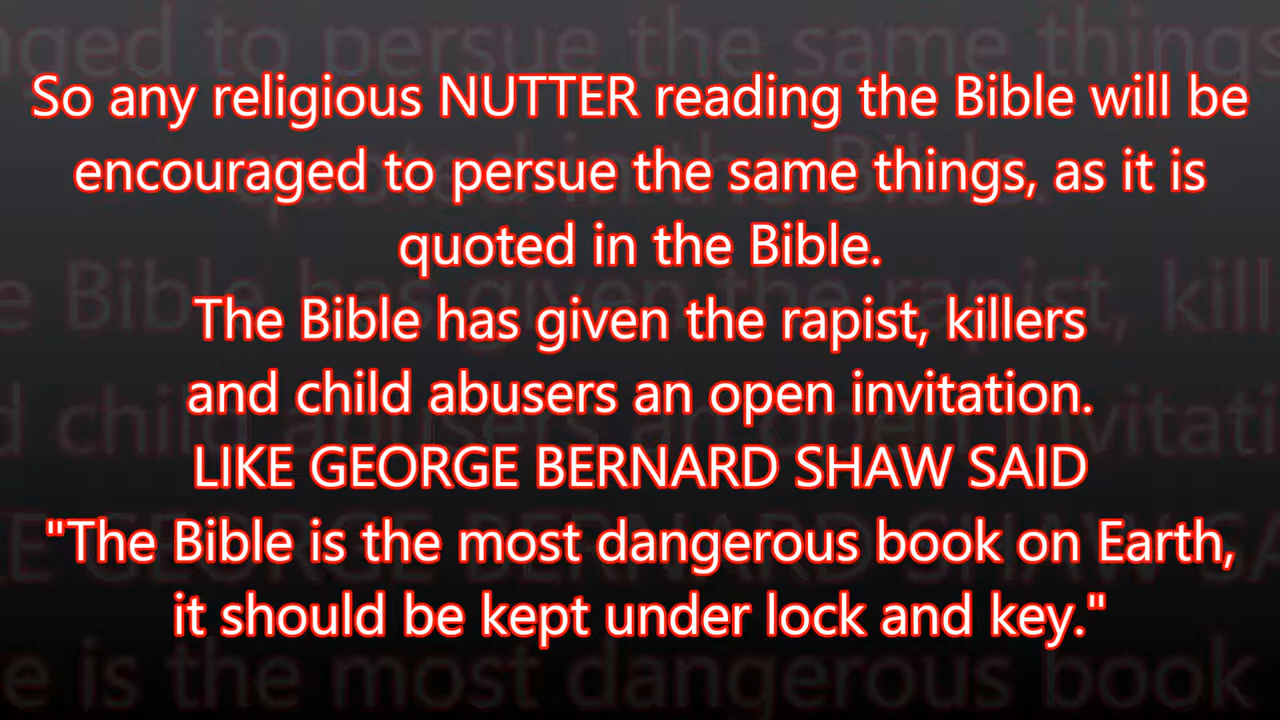 So any religious NUTTER reading the Bible will be
encouraged to persue the same things, as it is
quoted in the Bible.
The Bible has given the rapist, killers
and child abusers an open invitation.
LIKE GEORGE BERNARD SHAW SAID
"The Bible is the most dangerous book on Earth,
it should be kept under lock and key."